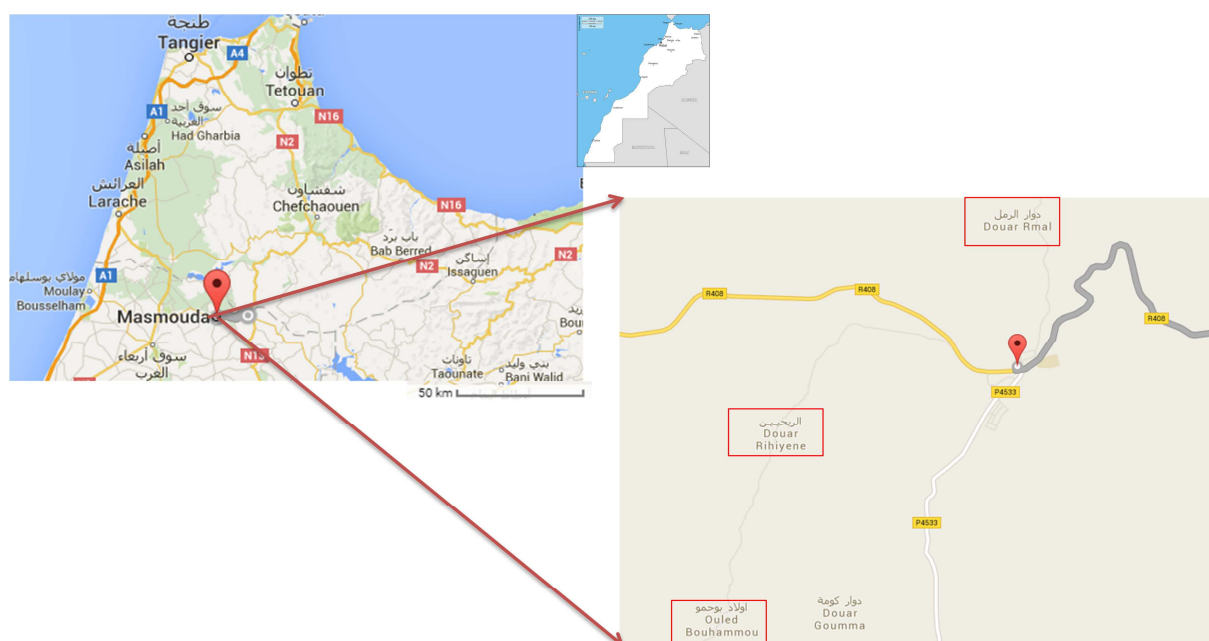 طنجة
Tangier
A4
تطوان
Tetouan
A1
سوق أحد
الغربية
Had Gharbia
N16
N2
أصيلة
Asilah
العرائش
Larache
شفشاون
Chefchaouen
N16
باب برد
Bab Berred
إساگن
Issaguen
N2
A1
مولاي بوسلهام
Moulay
Bousselham
Masmouda
سوق أربعاء
الغرب
N13
تاونات
Taounate
بني وليد
Bani Walid
50 km
دوار الرمل
Douar Rmal
R408
R408
R408
P4533
الريحيين
Douar
Rihiyene
P4533
اولاد بوحمو
Ouled
Bouhammou
دوار كومة
Douar
Goumma